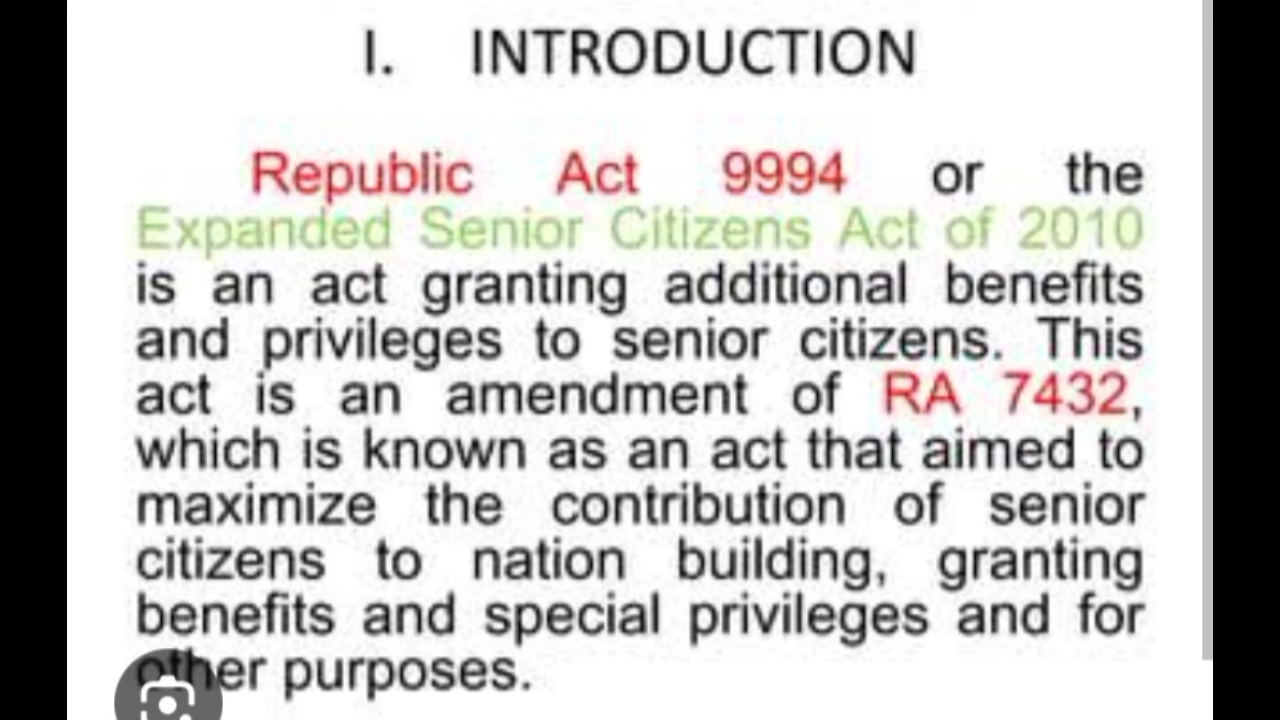 I. INTRODUCTION
Republic Act 9994 or the
Expanded Senior Citizens Act of 2010
is an act granting additional benefits
and privileges to senior citizens. This
act is an amendment of RA 7432,
which is known as an act that aimed to
maximize the contribution of senior
citizens to nation building, granting
benefits and special privileges and for
other purposes.